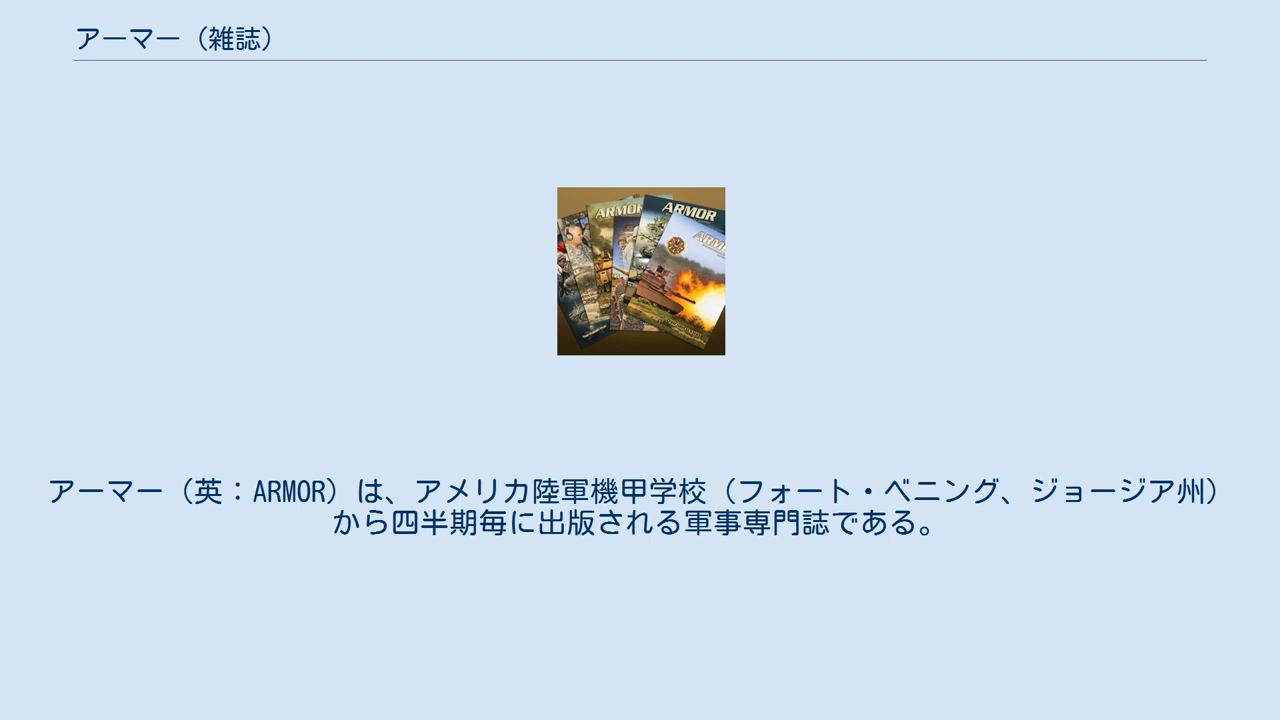 アーマー（雑誌）
ARMOR
ARMOR
アーマー（英：ARMOR）は、アメリカ陸軍機甲学校（フォート・ベニング、ジョージア州）
から四半期毎に出版される軍事専門誌である。